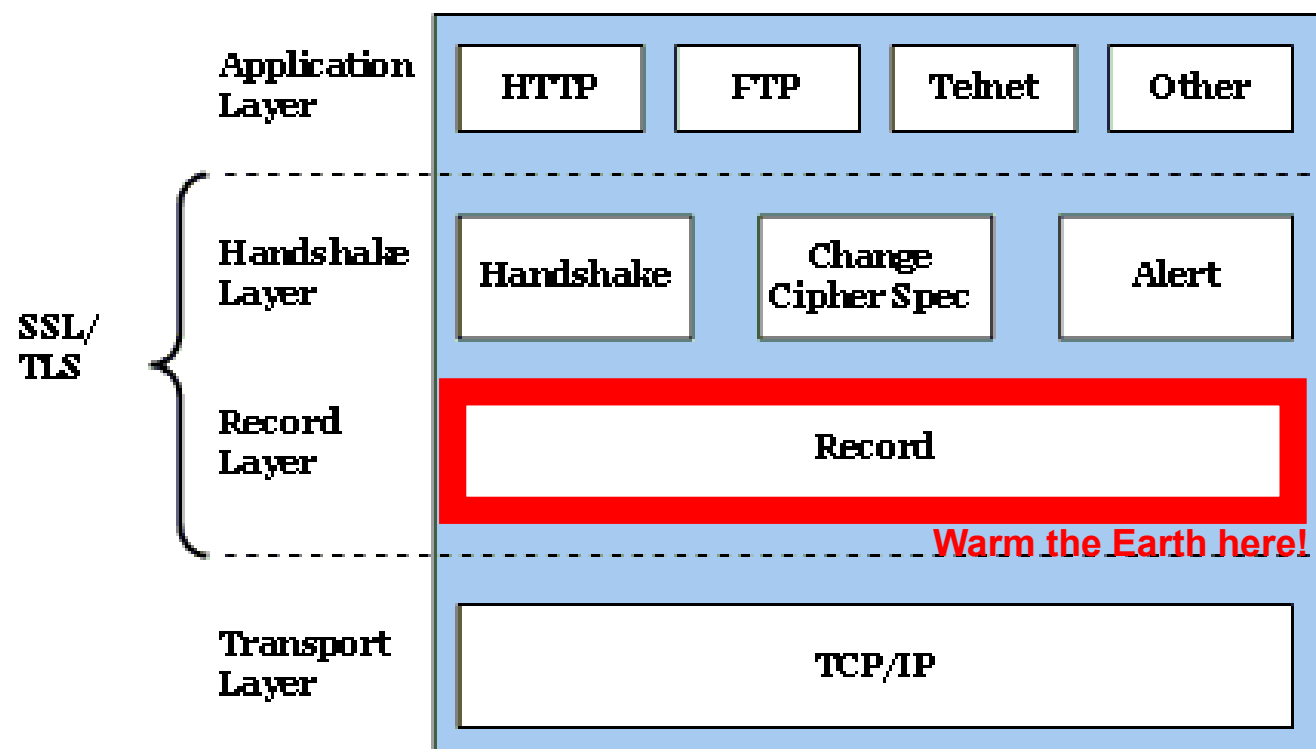 Application
Layer
HTTP
FTP
Telnet
Other
SSL/
TLS
Handshake
Layer
Handshake
Change
Cipher Spec
Alert
Record
Layer
Record
Warm the Earth here!
Transport
Layer
TCP/IP